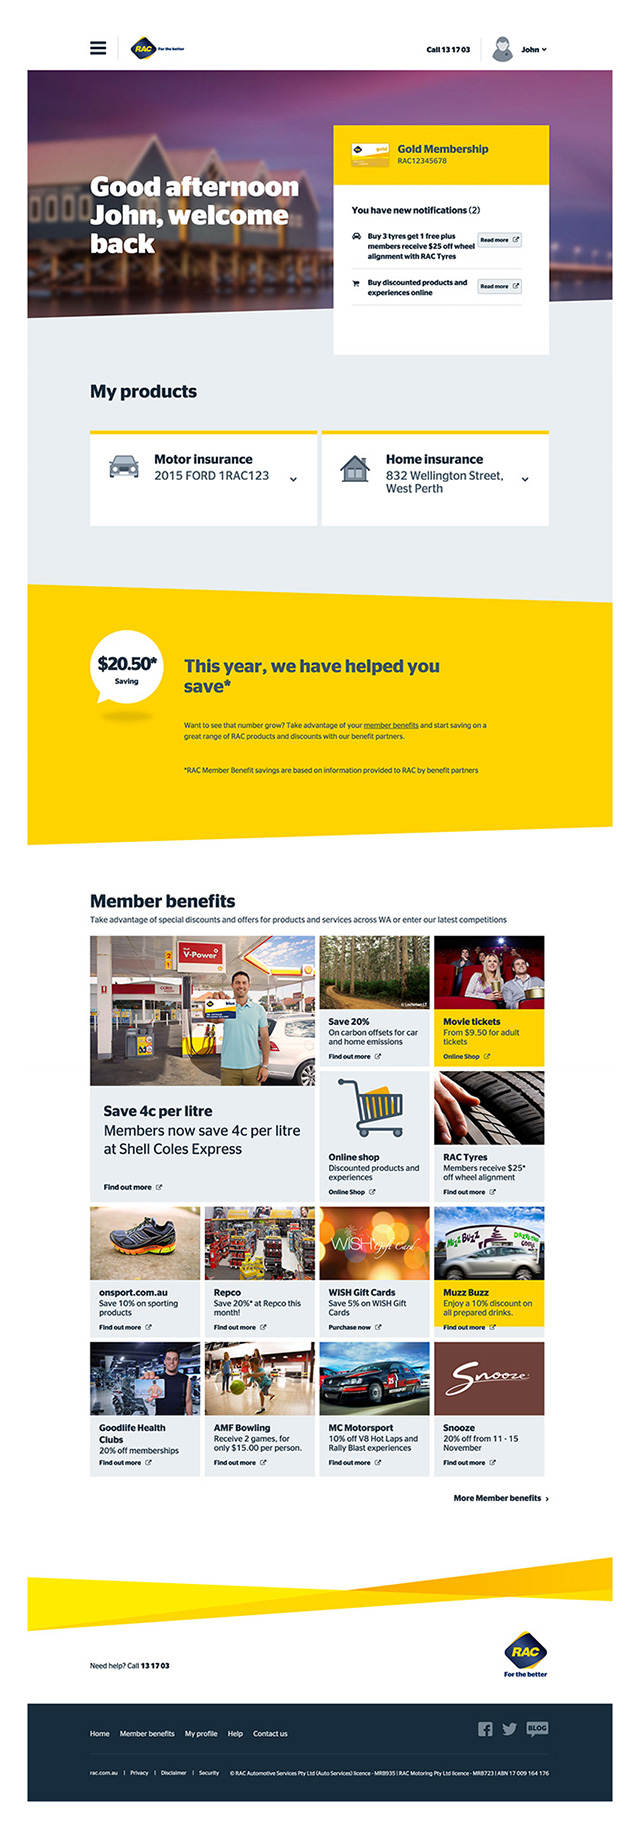 RAC For the better
Call 13 17 03
John
Good afternoon
John, welcome
back
gold
Gold Membership
RAC12345678
You have new notifications (2)
Buy 3 tyres get 1 free plus
members receive $25 off wheel
alignment with RAC Tyres
Read more
Buy discounted products and
experiences online
Read more
My products
Motor insurance
2015 FORD 1RAC123
Home insurance
832 Wellington Street,
West Perth
$20.50*
Saving
This year, we have helped you
save*
Want to see that number grow? Take advantage of your member benefits and start saving on a
great range of RAC products and discounts with our benefit partners.
*RAC Member Benefit savings are based on information provided to RAC by benefit partners
Member benefits
Take advantage of special discounts and offers for products and services across WA or enter our latest competitions
V-Power
Save 4c per litre
Members now save 4c per litre
at Shell Coles Express
Find out more
Save 20%
On carbon offsets for car
and home emissions
Find out more
Movie tickets
From $9.50 for adult
tickets
Online Shop
Online shop
Discounted products and
experiences
Online Shop
RAC Tyres
Members receive $25*
off wheel alignment
Find out more
onsport.com.au
Save 10% on sporting
products
Find out more
Repco
Save 20%* at Repco this
month!
Find out more
WISH Gift Card
WISH Gift Cards
Save 5% on WISH Gift
Cards
Purchase now
MUZZ BUZZ
Muzz Buzz
Enjoy a 10% discount on
all prepared drinks.
Find out more
Goodlife Health
Clubs
20% off memberships
Find out more
AMF Bowling
Receive 2 games, for
only $15.00 per person.
Find out more
MC Motorsport
10% off V8 Hot Laps and
Rally Blast experiences
Find out more
Snooze
Snooze
20% off from 11 - 15
November
Find out more
More Member benefits
Need help? Call 13 17 03
RAC
For the better
Home Member benefits My profile Help Contact us
BLOG
rac.com.au | Privacy | Disclaimer | Security © RAC Automotive Services Pty Ltd (Auto Services) licence - MRB935 | RAC Motoring Pty Ltd licence - MRB723 | ABN 17 009 164 176